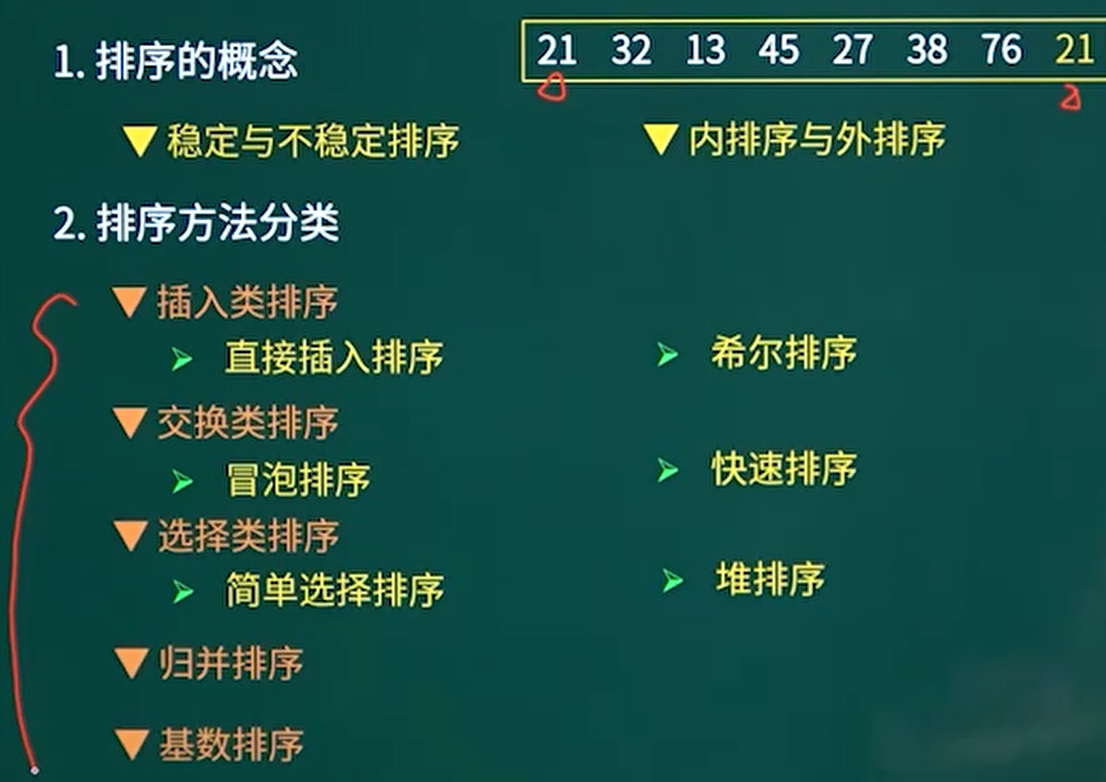 21 32 13 45 27 38 76 21
1. 排序的概念
▼ 稳定与不稳定排序 ▼ 内排序与外排序
2. 排序方法分类
▼ 插入类排序
➢ 直接插入排序 ➢ 希尔排序
▼ 交换类排序
➢ 冒泡排序 ➢ 快速排序
▼ 选择类排序
➢ 简单选择排序 ➢ 堆排序
▼ 归并排序
▼ 基数排序